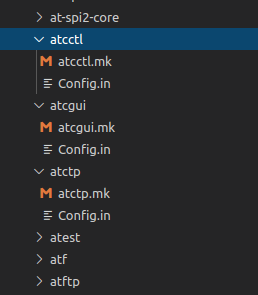 at-spi2-core
atcctl
atcctl.mk
Config.in
atcgui
atcgui.mk
Config.in
atctp
atctp.mk
Config.in
atest
atf
atftp